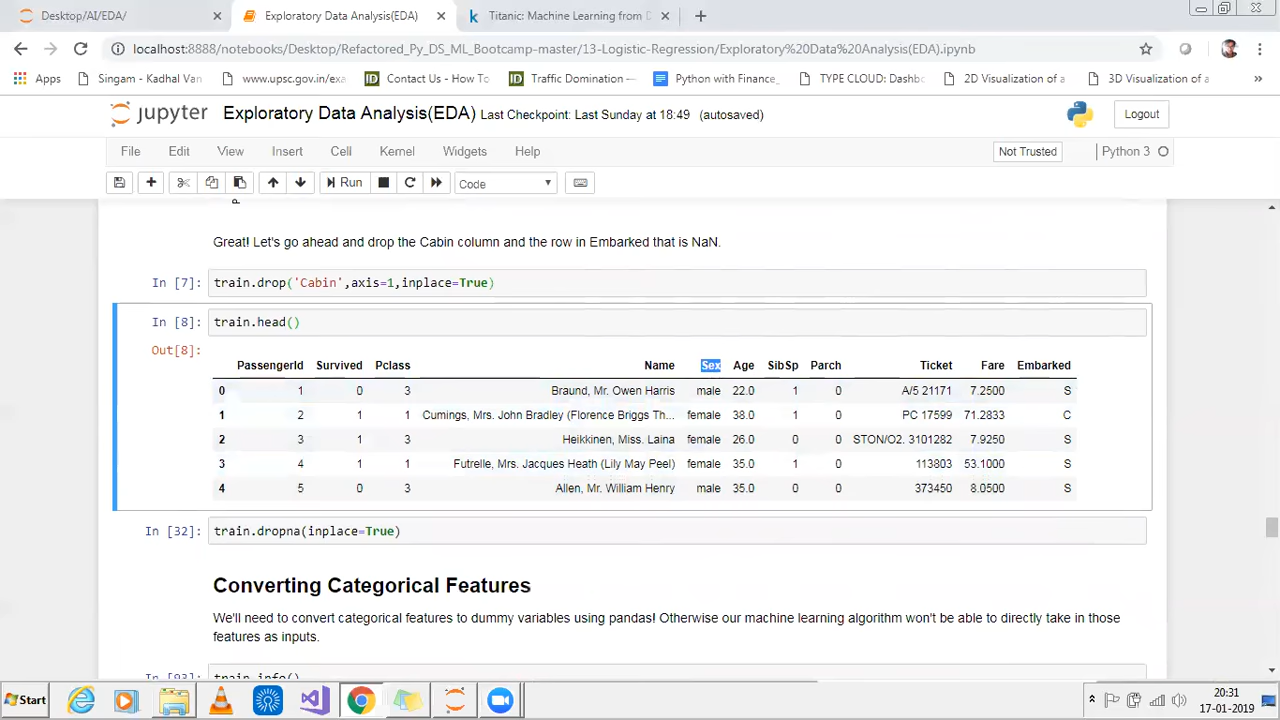 Desktop/AI/EDA/
Exploratory Data Analysis(EDA)
Titanic: Machine Learning from D
localhost:8888/notebooks/Desktop/Refactored_Py_DS_ML_Bootcamp-master/13-Logistic-Regression/Exploratory%20Data%20Analysis(EDA).ipynb
Apps Singam - Kadhal Van www.upsc.gov.in/exa Contact Us - How To Traffic Domination — Python with Finance_ TYPE CLOUD: Dashb 2D Visualization of a 3D Visualization of a »
jupyter Exploratory Data Analysis(EDA) Last Checkpoint: Last Sunday at 18:49 (autosaved) Logout
File Edit View Insert Cell Kernel Widgets Help Not Trusted Python 3
Run Code
Great! Let's go ahead and drop the Cabin column and the row in Embarked that is NaN.
In [7]: train.drop('Cabin',axis=1,inplace=True)
In [8]: train.head()
Out[8]:
PassengerId Survived Pclass Name Sex Age SibSp Parch Ticket Fare Embarked
0 1 0 3 Braund, Mr. Owen Harris male 22.0 1 0 A/5 21171 7.2500 S
1 2 1 1 Cumings, Mrs. John Bradley (Florence Briggs Th... female 38.0 1 0 PC 17599 71.2833 C
2 3 1 3 Heikkinen, Miss. Laina female 26.0 0 0 STON/O2. 3101282 7.9250 S
3 4 1 1 Futrelle, Mrs. Jacques Heath (Lily May Peel) female 35.0 1 0 113803 53.1000 S
4 5 0 3 Allen, Mr. William Henry male 35.0 0 0 373450 8.0500 S
In [32]: train.dropna(inplace=True)
Converting Categorical Features
We'll need to convert categorical features to dummy variables using pandas! Otherwise our machine learning algorithm won't be able to directly take in those
features as inputs.
In [93]: train.info()
Start
20:31
17-01-2019